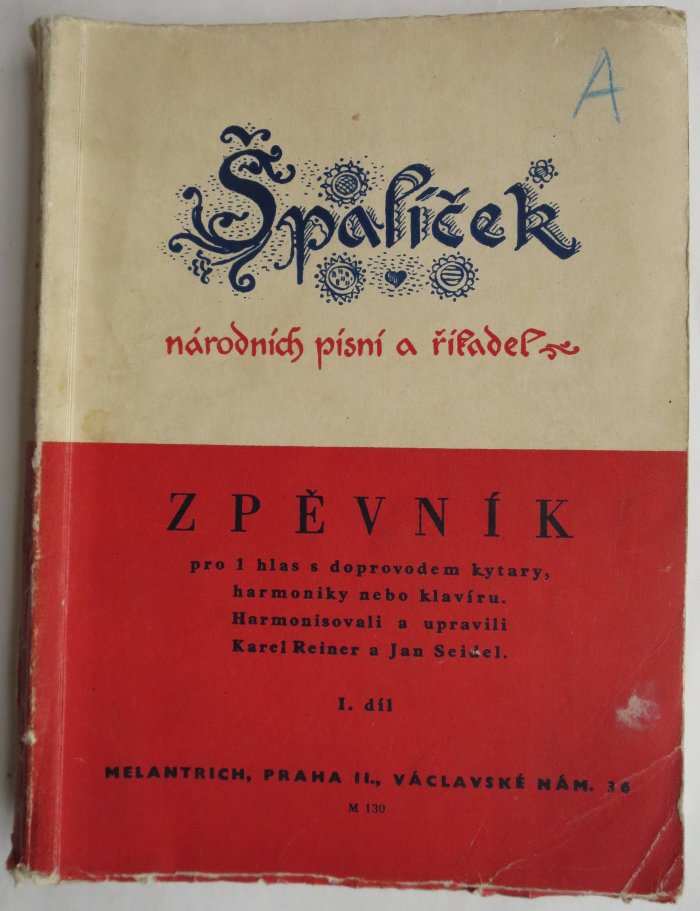 A
Špalíček
národních písní a říkadel
ZPĚVNÍK
pro 1 hlas s doprovodem kytary,
harmoniky nebo klavíru.
Harmonisovali a upravili
Karel Reiner a Jan Seidel.
I. díl
MELANTRICH, PRAHA II., VÁCLAVSKÉ NÁM. 36
M 130